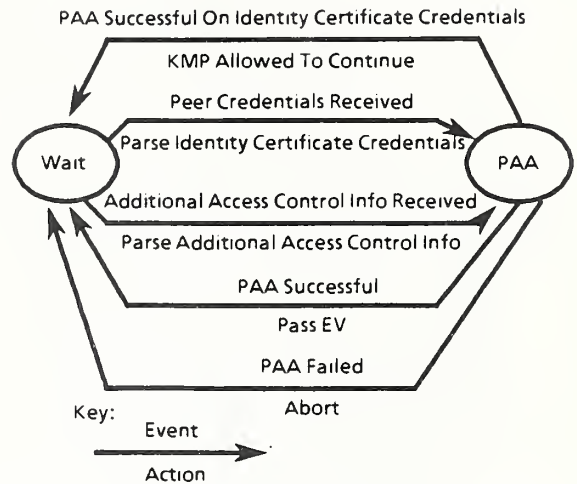 PAA Successful On Identity Certificate Credentials
KMP Allowed To Continue
Peer Credentials Received
Parse Identity Certificate Credentials
Wait
PAA
Additional Access Control Info Received
Parse Additional Access Control Info
PAA Successful
Pass EV
PAA Failed
Abort
Key:
Event
Action